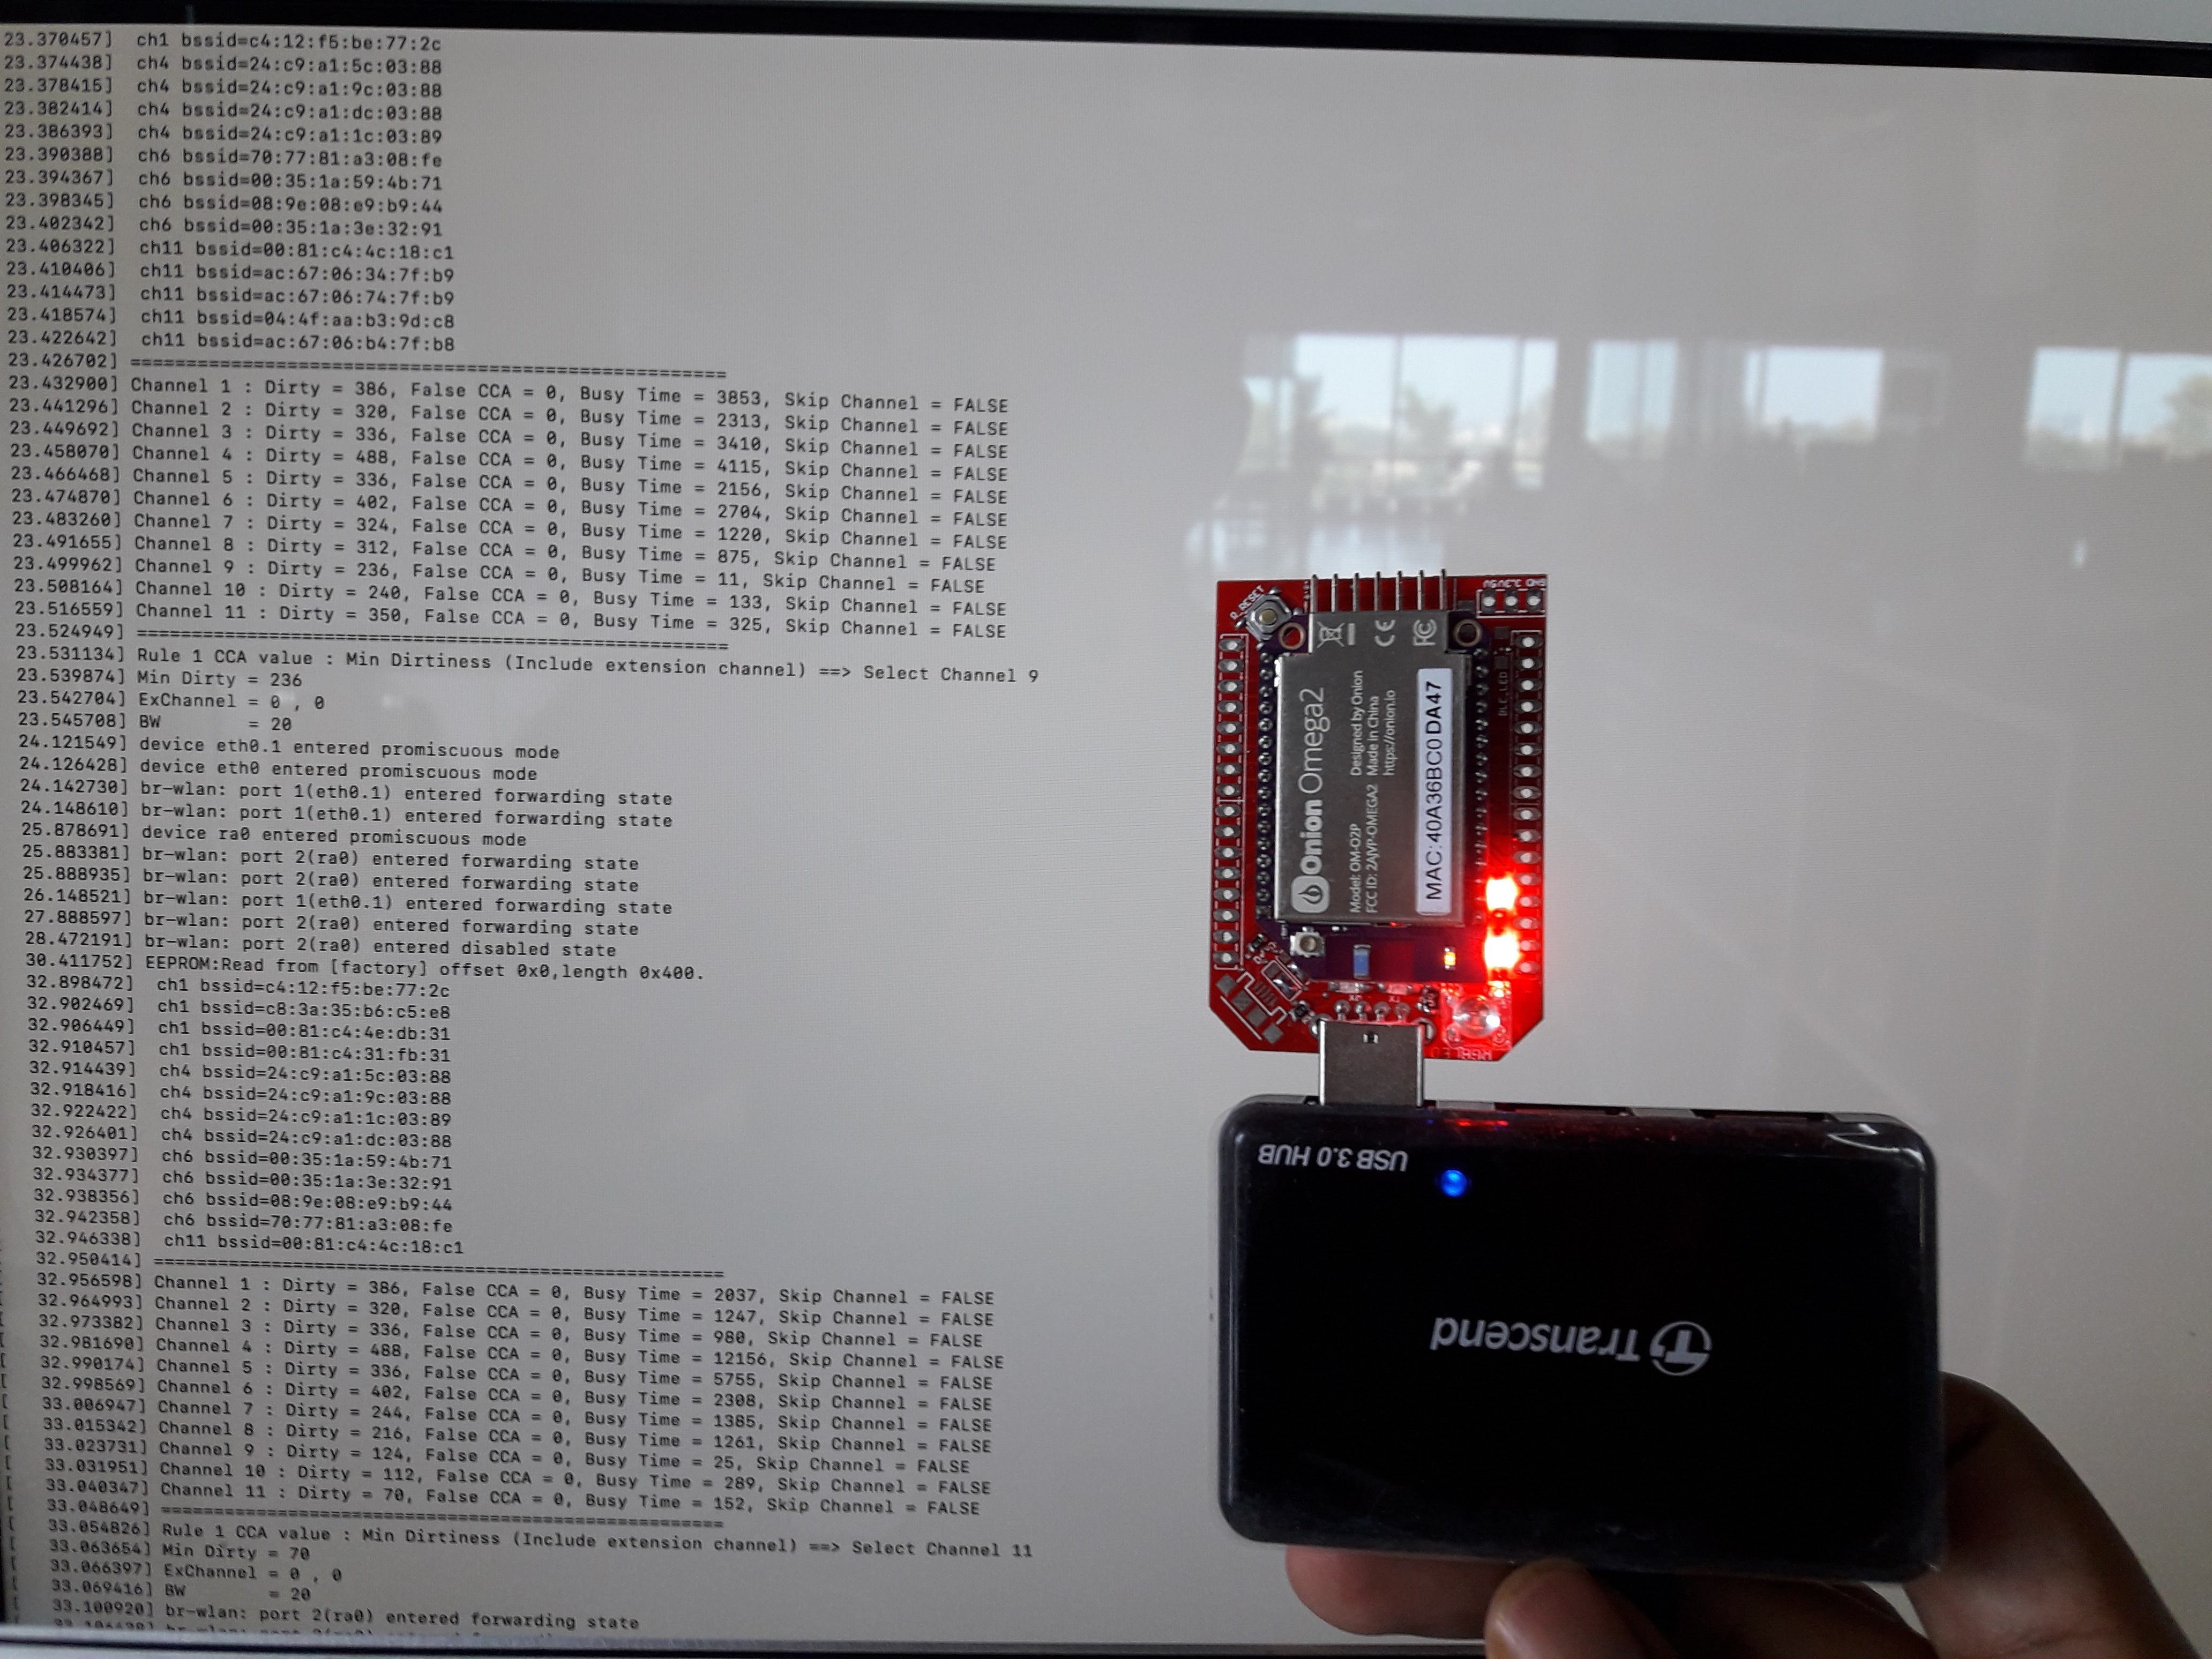 23.370457]  ch1 bssid=c4:12:f5:be:77:2c
23.374438]  ch4 bssid=24:c9:a1:5c:03:88
23.378415]  ch4 bssid=24:c9:a1:9c:03:88
23.382414]  ch4 bssid=24:c9:a1:dc:03:88
23.386393]  ch4 bssid=24:c9:a1:1c:03:89
23.390388]  ch6 bssid=70:77:81:a3:08:fe
23.394367]  ch6 bssid=00:35:1a:59:4b:71
23.398345]  ch6 bssid=08:9e:08:e9:b9:44
23.402342]  ch6 bssid=00:35:1a:3e:32:91
23.406322]  ch11 bssid=00:81:c4:4c:18:c1
23.410406]  ch11 bssid=ac:67:06:34:7f:b9
23.414473]  ch11 bssid=ac:67:06:74:7f:b9
23.418574]  ch11 bssid=04:4f:aa:b3:9d:c8
23.422642]  ch11 bssid=ac:67:06:b4:7f:b8
23.426702] =====================================================
23.432900] Channel 1 : Dirty = 386, False CCA = 0, Busy Time = 3853, Skip Channel = FALSE
23.441296] Channel 2 : Dirty = 320, False CCA = 0, Busy Time = 2313, Skip Channel = FALSE
23.449692] Channel 3 : Dirty = 336, False CCA = 0, Busy Time = 3410, Skip Channel = FALSE
23.458070] Channel 4 : Dirty = 488, False CCA = 0, Busy Time = 4115, Skip Channel = FALSE
23.466468] Channel 5 : Dirty = 336, False CCA = 0, Busy Time = 2156, Skip Channel = FALSE
23.474870] Channel 6 : Dirty = 402, False CCA = 0, Busy Time = 2704, Skip Channel = FALSE
23.483260] Channel 7 : Dirty = 324, False CCA = 0, Busy Time = 1220, Skip Channel = FALSE
23.491655] Channel 8 : Dirty = 312, False CCA = 0, Busy Time = 875, Skip Channel = FALSE
23.499962] Channel 9 : Dirty = 236, False CCA = 0, Busy Time = 11, Skip Channel = FALSE
23.508164] Channel 10 : Dirty = 240, False CCA = 0, Busy Time = 133, Skip Channel = FALSE
23.516559] Channel 11 : Dirty = 350, False CCA = 0, Busy Time = 325, Skip Channel = FALSE
23.524949] =====================================================
23.531134] Rule 1 CCA value : Min Dirtiness (Include extension channel) ==> Select Channel 9
23.539874] Min Dirty = 236
23.542704] ExChannel = 0 , 0
23.545708] BW        = 20
24.121549] device eth0.1 entered promiscuous mode
24.126428] device eth0 entered promiscuous mode
24.142730] br-wlan: port 1(eth0.1) entered forwarding state
24.148610] br-wlan: port 1(eth0.1) entered forwarding state
25.878691] device ra0 entered promiscuous mode
25.883381] br-wlan: port 2(ra0) entered forwarding state
25.888935] br-wlan: port 2(ra0) entered forwarding state
26.148521] br-wlan: port 1(eth0.1) entered forwarding state
27.888597] br-wlan: port 2(ra0) entered forwarding state
28.472191] br-wlan: port 2(ra0) entered disabled state
30.411752] EEPROM:Read from [factory] offset 0x0,length 0x400.
32.898472]  ch1 bssid=c4:12:f5:be:77:2c
32.902469]  ch1 bssid=c8:3a:35:b6:c5:e8
32.906449]  ch1 bssid=00:81:c4:4e:db:31
32.910457]  ch1 bssid=00:81:c4:31:fb:31
32.914439]  ch4 bssid=24:c9:a1:5c:03:88
32.918416]  ch4 bssid=24:c9:a1:9c:03:88
32.922422]  ch4 bssid=24:c9:a1:1c:03:89
32.926401]  ch4 bssid=24:c9:a1:dc:03:88
32.930397]  ch6 bssid=00:35:1a:59:4b:71
32.934377]  ch6 bssid=00:35:1a:3e:32:91
32.938356]  ch6 bssid=08:9e:08:e9:b9:44
32.942358]  ch6 bssid=70:77:81:a3:08:fe
32.946338]  ch11 bssid=00:81:c4:4c:18:c1
32.950414] =====================================================
32.956598] Channel 1 : Dirty = 386, False CCA = 0, Busy Time = 2037, Skip Channel = FALSE
32.964993] Channel 2 : Dirty = 320, False CCA = 0, Busy Time = 1247, Skip Channel = FALSE
32.973382] Channel 3 : Dirty = 336, False CCA = 0, Busy Time = 980, Skip Channel = FALSE
32.981690] Channel 4 : Dirty = 488, False CCA = 0, Busy Time = 12156, Skip Channel = FALSE
32.990174] Channel 5 : Dirty = 336, False CCA = 0, Busy Time = 5755, Skip Channel = FALSE
32.998569] Channel 6 : Dirty = 402, False CCA = 0, Busy Time = 2308, Skip Channel = FALSE
33.006947] Channel 7 : Dirty = 244, False CCA = 0, Busy Time = 1385, Skip Channel = FALSE
33.015342] Channel 8 : Dirty = 216, False CCA = 0, Busy Time = 1261, Skip Channel = FALSE
33.023731] Channel 9 : Dirty = 124, False CCA = 0, Busy Time = 25, Skip Channel = FALSE
33.031951] Channel 10 : Dirty = 112, False CCA = 0, Busy Time = 289, Skip Channel = FALSE
33.040347] Channel 11 : Dirty = 70, False CCA = 0, Busy Time = 152, Skip Channel = FALSE
33.048649] =====================================================
33.054826] Rule 1 CCA value : Min Dirtiness (Include extension channel) ==> Select Channel 11
33.063654] Min Dirty = 70
33.066397] ExChannel = 0 , 0
33.069416] BW        = 20
33.100920] br-wlan: port 2(ra0) entered forwarding state
RESET
GND 3.3V 5V
CE FC
Onion Omega2
Model: OM-O2P
FCC ID: 2AJVP-OMEGA2
Designed by Onion
Made in China
https://onion.io
MAC:40A36BC0DA47
USB 3.0 HUB
Transcend